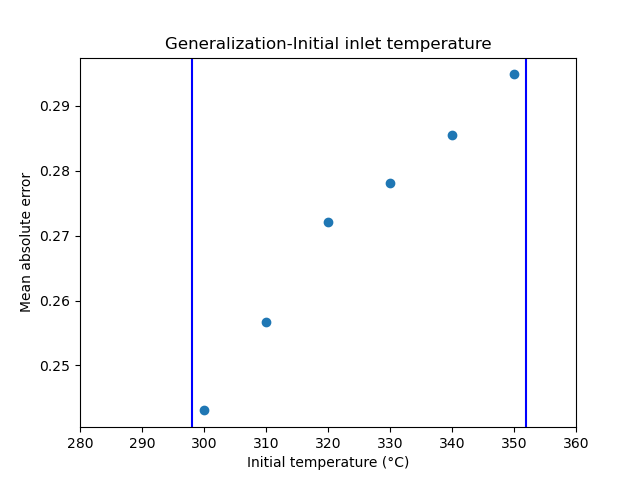 Generalization-Initial inlet temperature
Mean absolute error
0.29
0.28
0.27
0.26
0.25
280 290 300 310 320 330 340 350 360
Initial temperature (°C)